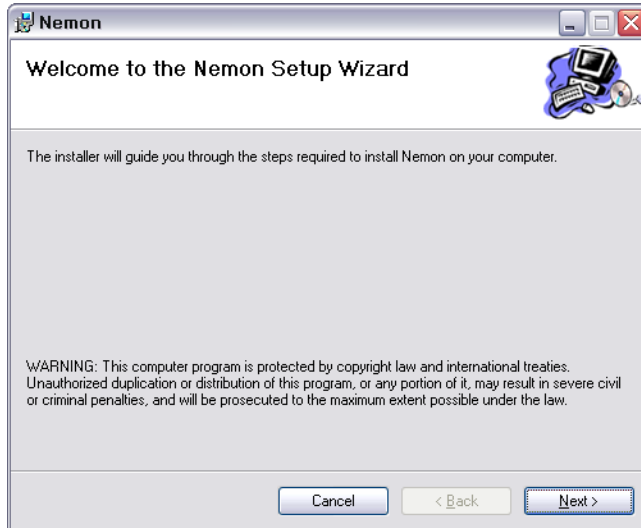 Nemon
Welcome to the Nemon Setup Wizard
The installer will guide you through the steps required to install Nemon on your computer.
WARNING: This computer program is protected by copyright law and international treaties.
Unauthorized duplication or distribution of this program, or any portion of it, may result in severe civil
or criminal penalties, and will be prosecuted to the maximum extent possible under the law.
Cancel
< Back
Next >